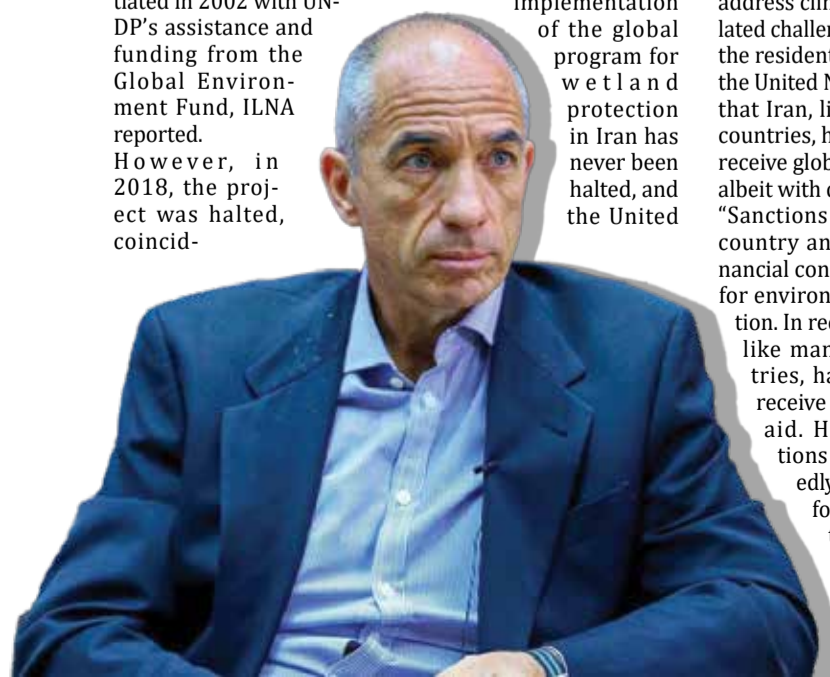 tiated in 2002 with UN-
DP’s assistance and
funding from the
Global Environ-
ment Fund, ILNA
reported.
However, in
2018, the proj-
ect was halted,
coincid-
implementation
of the global
program for
wetland
protection
in Iran has
never been
halted, and
the United
address clim
lated challen
the resident
the United N
that Iran, li
countries, h
receive glob
albeit with
“Sanctions
country an
nancial con
for environ
tion. In rec
like man
tries, ha
receive
aid. H
tions
edly
fo